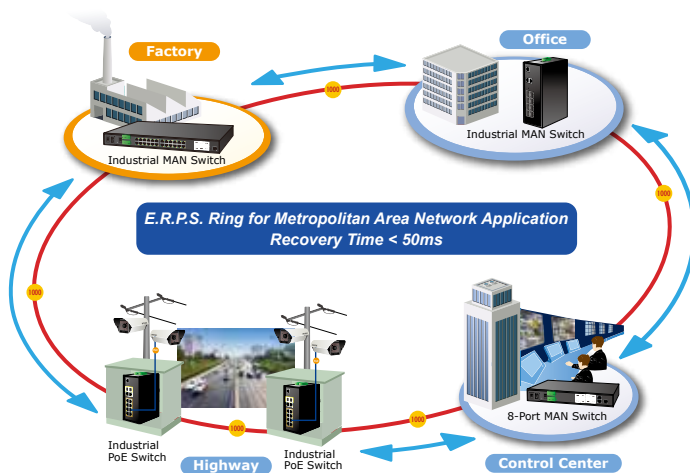 Factory
Office
1000
Industrial MAN Switch
Industrial MAN Switch
1000
E.R.P.S. Ring for Metropolitan Area Network Application
Recovery Time < 50ms
1000
8-Port MAN Switch
1000
1000
Industrial
PoE Switch
Industrial
PoE Switch
Highway
Control Center